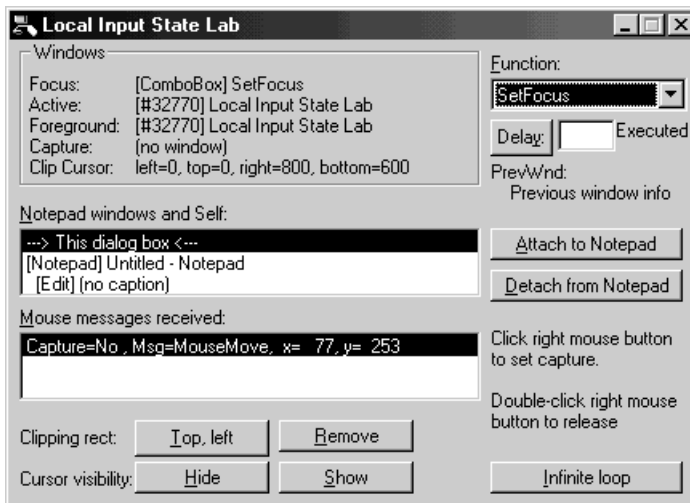 Local Input State Lab
Windows
Focus: [ComboBox] SetFocus
Active: [#32770] Local Input State Lab
Foreground: [#32770] Local Input State Lab
Capture: (no window)
Clip Cursor: left=0, top=0, right=800, bottom=600
Function:
SetFocus
Delay: Executed
PrevWnd:
Previous window info
Notepad windows and Self:
---> This dialog box <---
[Notepad] Untitled - Notepad
[Edit] (no caption)
Attach to Notepad
Detach from Notepad
Mouse messages received:
Capture=No , Msg=MouseMove, x= 77, y= 253
Click right mouse button
to set capture.
Double-click right mouse
button to release
Clipping rect: Top, left Remove
Cursor visibility: Hide Show
Infinite loop